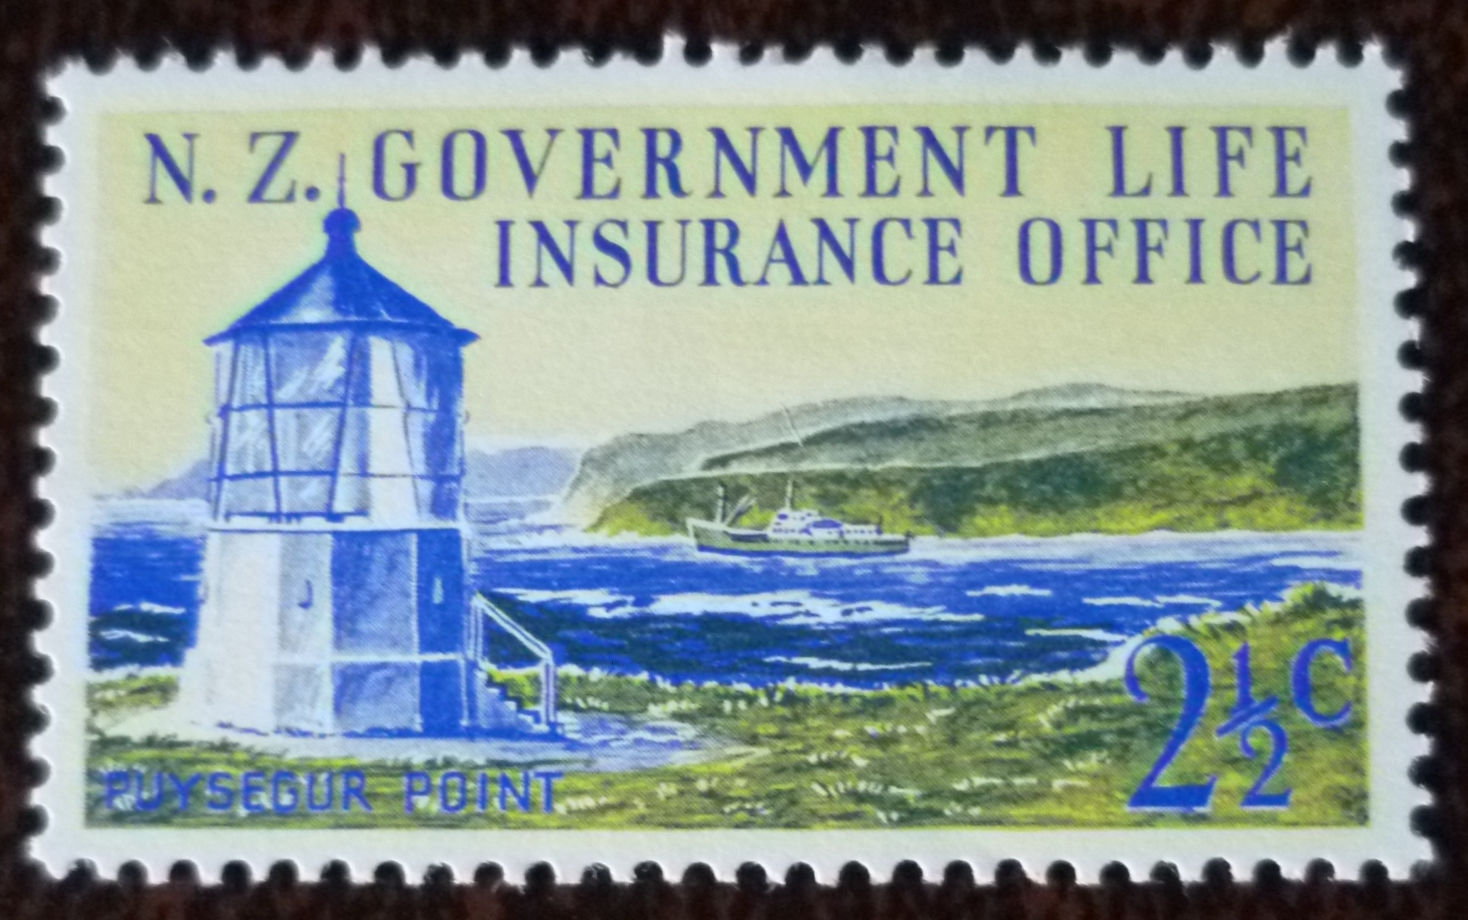 N. Z. GOVERNMENT LIFE
INSURANCE OFFICE
PUYSEGUR POINT
2½c